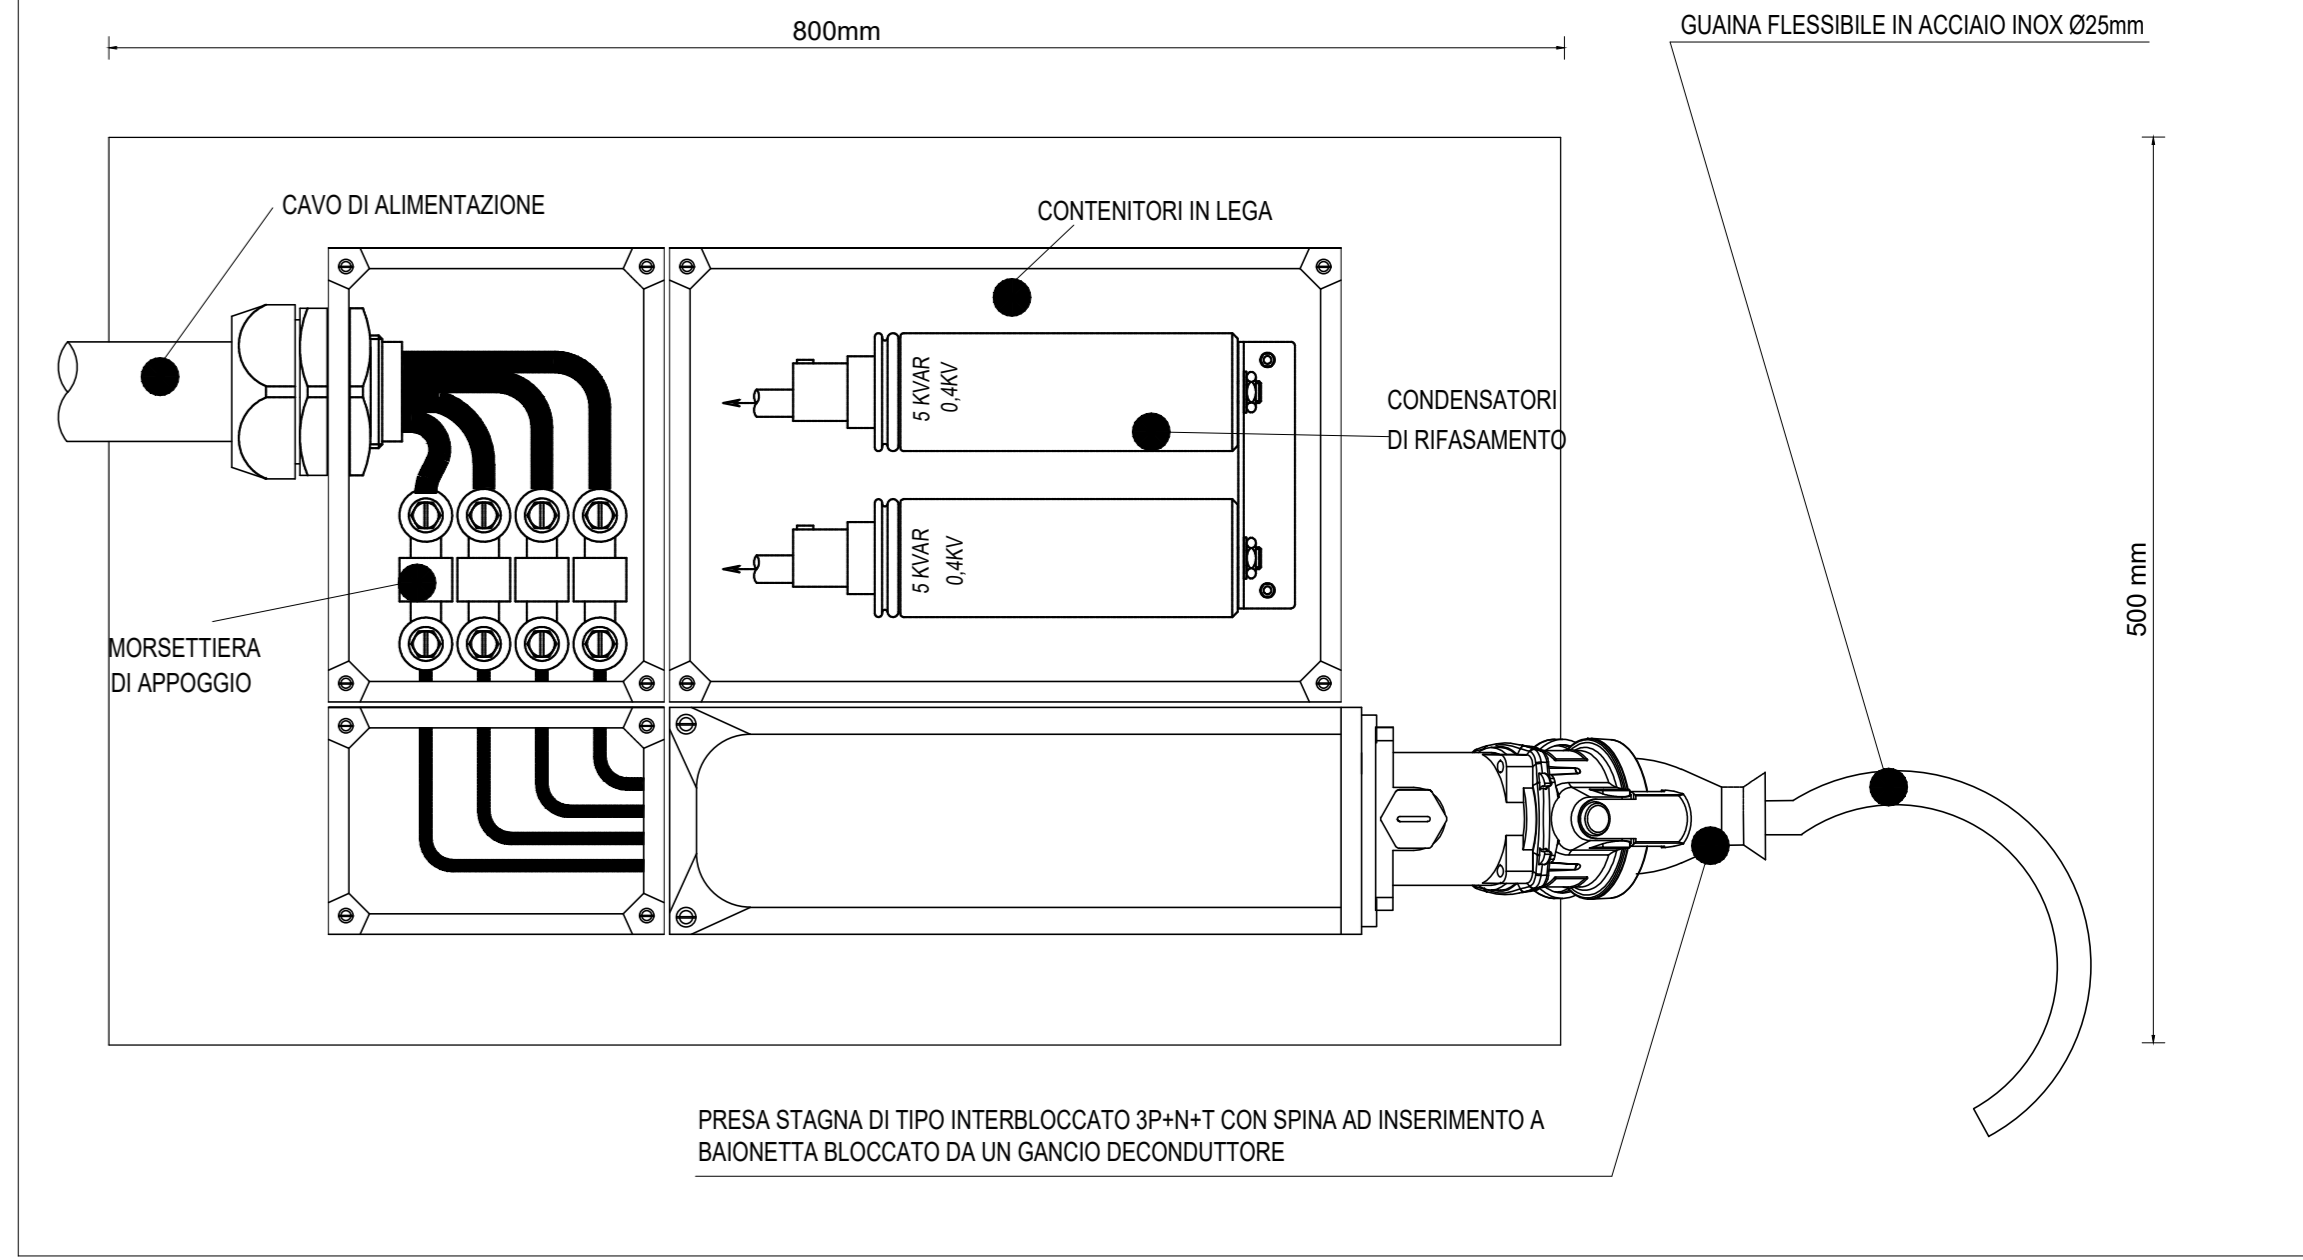 800mm
GUAINA FLESSIBILE IN ACCIAIO INOX Ø25mm
CAVO DI ALIMENTAZIONE
CONTENITORI IN LEGA
5 KVAR
0,4KV
CONDENSATORI
DI RIFASAMENTO
5 KVAR
0,4KV
500 mm
MORSETTIERA
DI APPOGGIO
PRESA STAGNA DI TIPO INTERBLOCCATO 3P+N+T CON SPINA AD INSERIMENTO A
BAIONETTA BLOCCATO DA UN GANCIO DECONDUTTORE